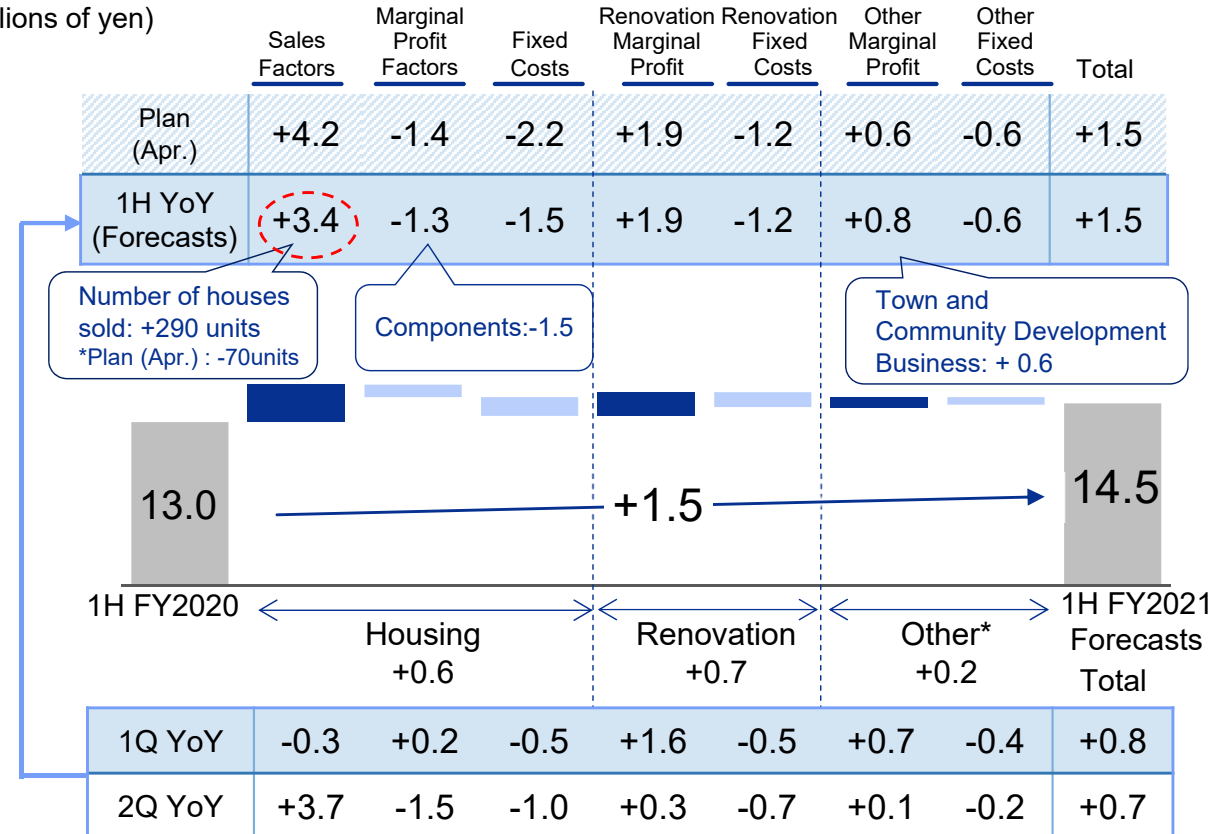 lions of yen)
Sales Factors
Marginal Profit Factors
Fixed Costs
Renovation Marginal Profit
Renovation Fixed Costs
Other Marginal Profit
Other Fixed Costs
Total
Plan (Apr.) +4.2 -1.4 -2.2 +1.9 -1.2 +0.6 -0.6 +1.5
1H YoY (Forecasts) +3.4 -1.3 -1.5 +1.9 -1.2 +0.8 -0.6 +1.5
Number of houses
sold: +290 units
*Plan (Apr.) : -70units
Components:-1.5
Town and
Community Development
Business: + 0.6
13.0
+1.5
14.5
1H FY2020
1H FY2021
Forecasts
Total
Housing
+0.6
Renovation
+0.7
Other*
+0.2
1Q YoY -0.3 +0.2 -0.5 +1.6 -0.5 +0.7 -0.4 +0.8
2Q YoY +3.7 -1.5 -1.0 +0.3 -0.7 +0.1 -0.2 +0.7